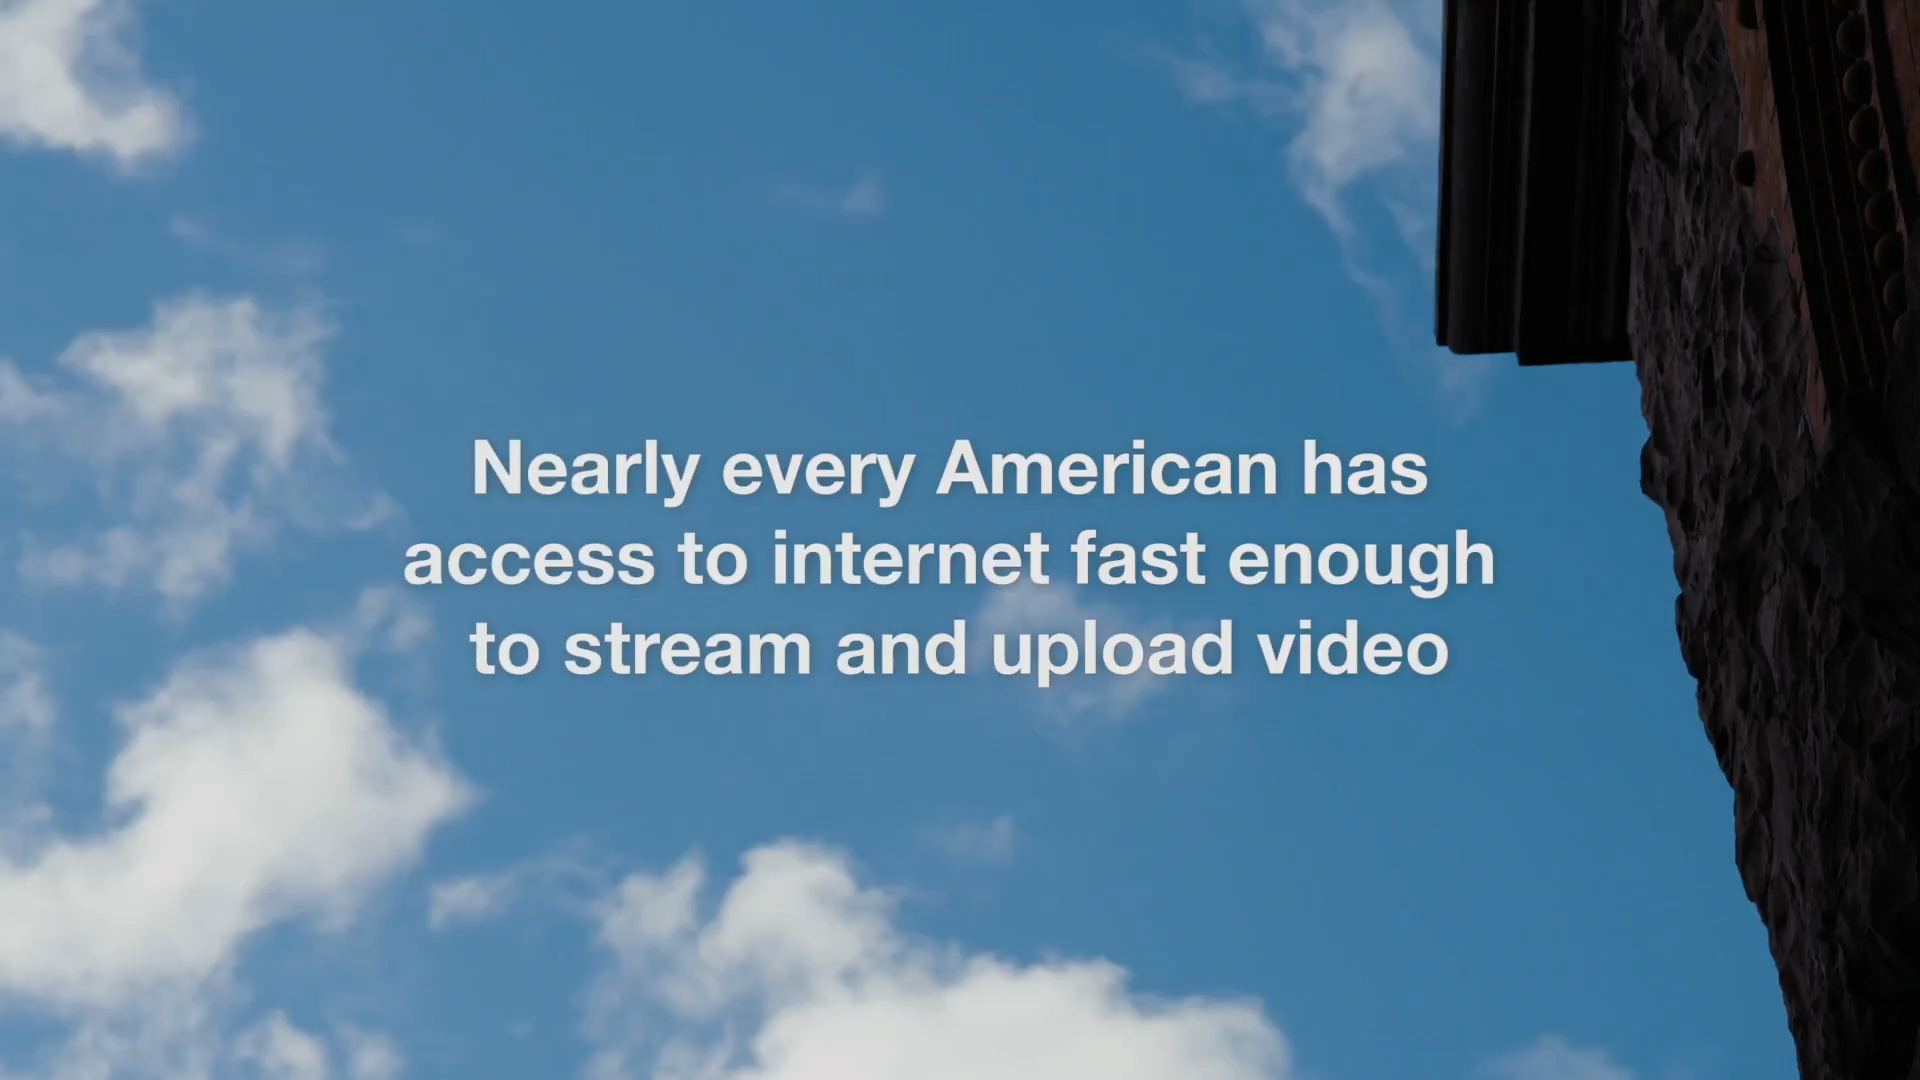 Nearly every American has
access to internet fast enough
to stream and upload video